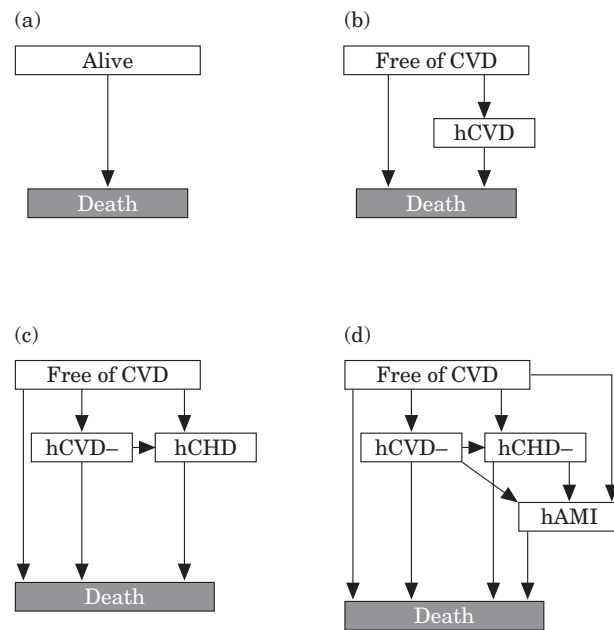 (a)
Alive
Death
(b)
Free of CVD
hCVD
Death
(c)
Free of CVD
hCVD–
hCHD
Death
(d)
Free of CVD
hCVD–
hCHD–
hAMI
Death